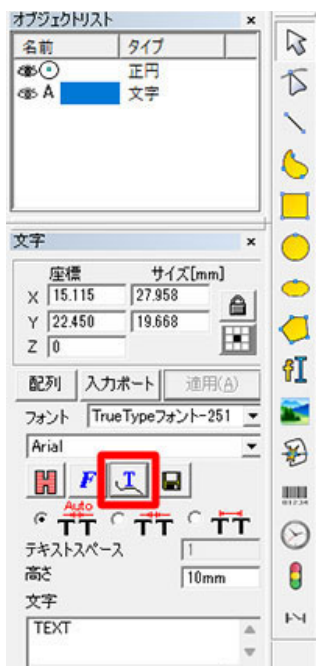 オブジェクトリスト ×
名前 タイプ
正円
A 文字
文字 ×
座標 サイズ[mm]
X 15.115 27.958
Y 22.450 19.668
Z 0
配列 入力ポート 適用(A)
フォント TrueTypeフォント-251
Arial
H F T
Auto
TT TT TT
テキストスペース 1
高さ 10mm
文字
TEXT